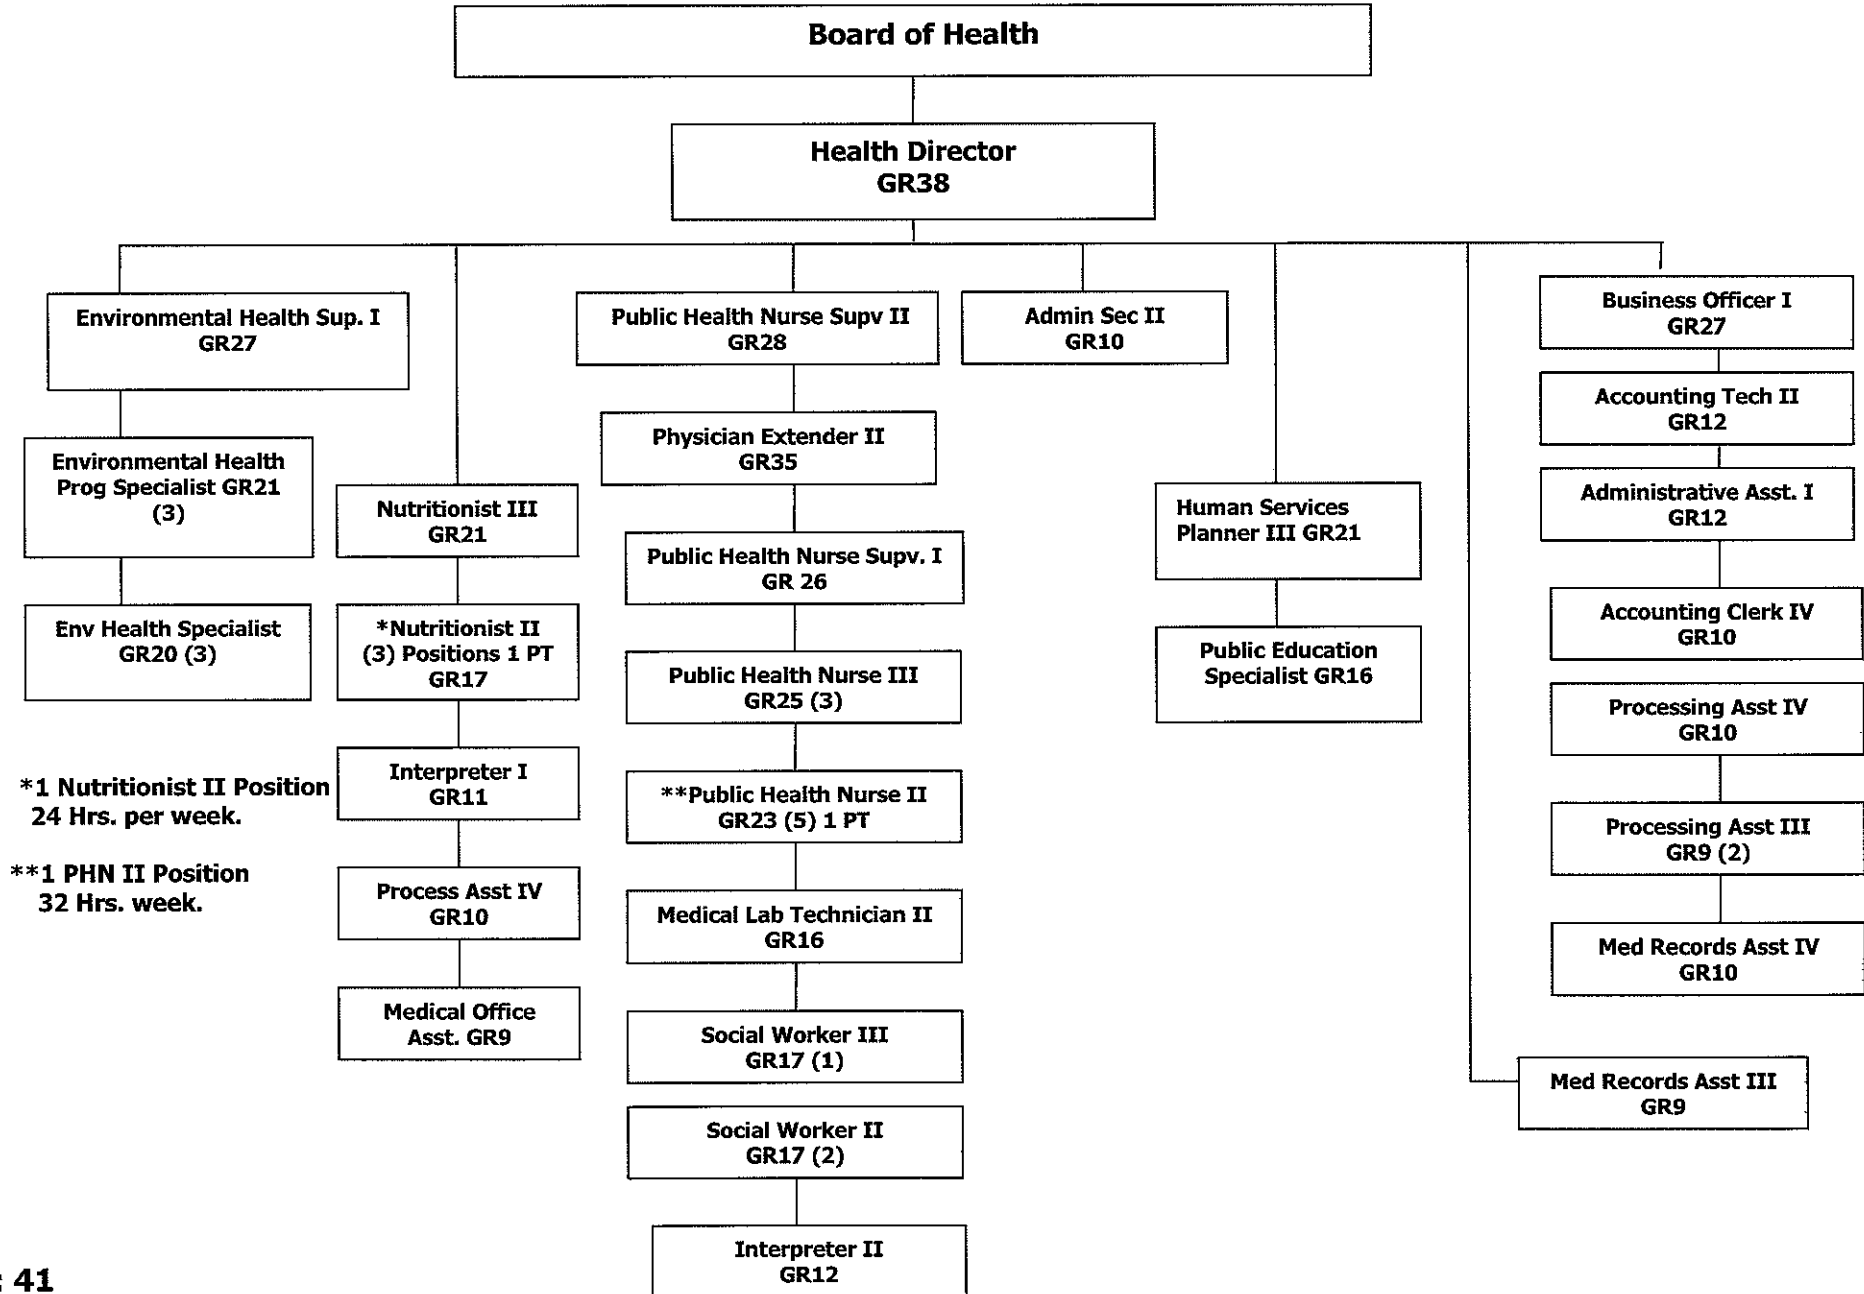 Board of Health
Health Director
GR38
Environmental Health Sup. I
GR27
Environmental Health
Prog Specialist GR21
(3)
Env Health Specialist
GR20 (3)
*1 Nutritionist II Position
24 Hrs. per week.
**1 PHN II Position
32 Hrs. week.
Nutritionist III
GR21
*Nutritionist II
(3) Positions 1 PT
GR17
Interpreter I
GR11
Process Asst IV
GR10
Medical Office
Asst. GR9
Public Health Nurse Supv II
GR28
Physician Extender II
GR35
Public Health Nurse Supv. I
GR 26
Public Health Nurse III
GR25 (3)
**Public Health Nurse II
GR23 (5) 1 PT
Medical Lab Technician II
GR16
Social Worker III
GR17 (1)
Social Worker II
GR17 (2)
Interpreter II
GR12
Admin Sec II
GR10
Human Services
Planner III GR21
Public Education
Specialist GR16
Business Officer I
GR27
Accounting Tech II
GR12
Administrative Asst. I
GR12
Accounting Clerk IV
GR10
Processing Asst IV
GR10
Processing Asst III
GR9 (2)
Med Records Asst IV
GR10
Med Records Asst III
GR9
: 41